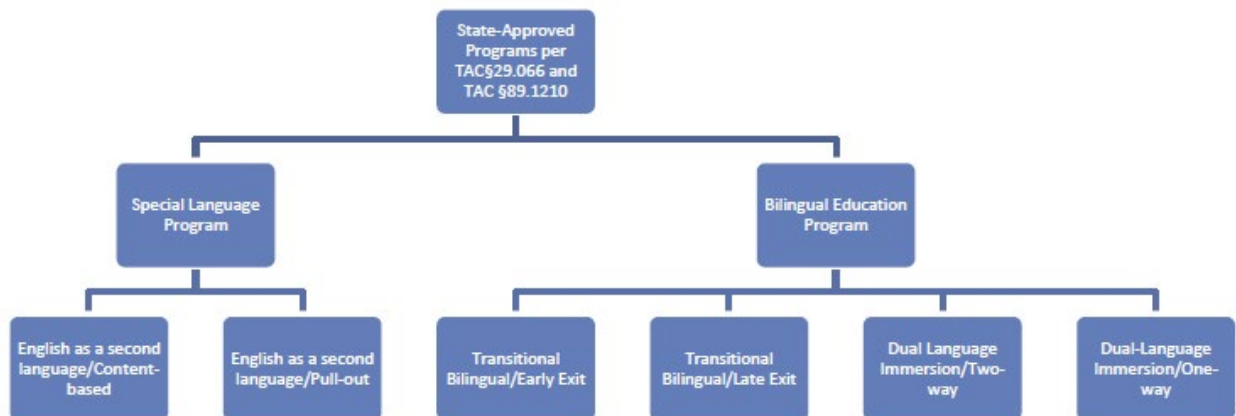 State-Approved
Programs per
TAC§29.066 and
TAC §89.1210
Special Language
Program
Bilingual Education
Program
English as a second
language/Content-
based
English as a second
language/Pull-out
Transitional
Bilingual/Early Exit
Transitional
Bilingual/Late Exit
Dual Language
Immersion/Two-
way
Dual-Language
Immersion/One-
way